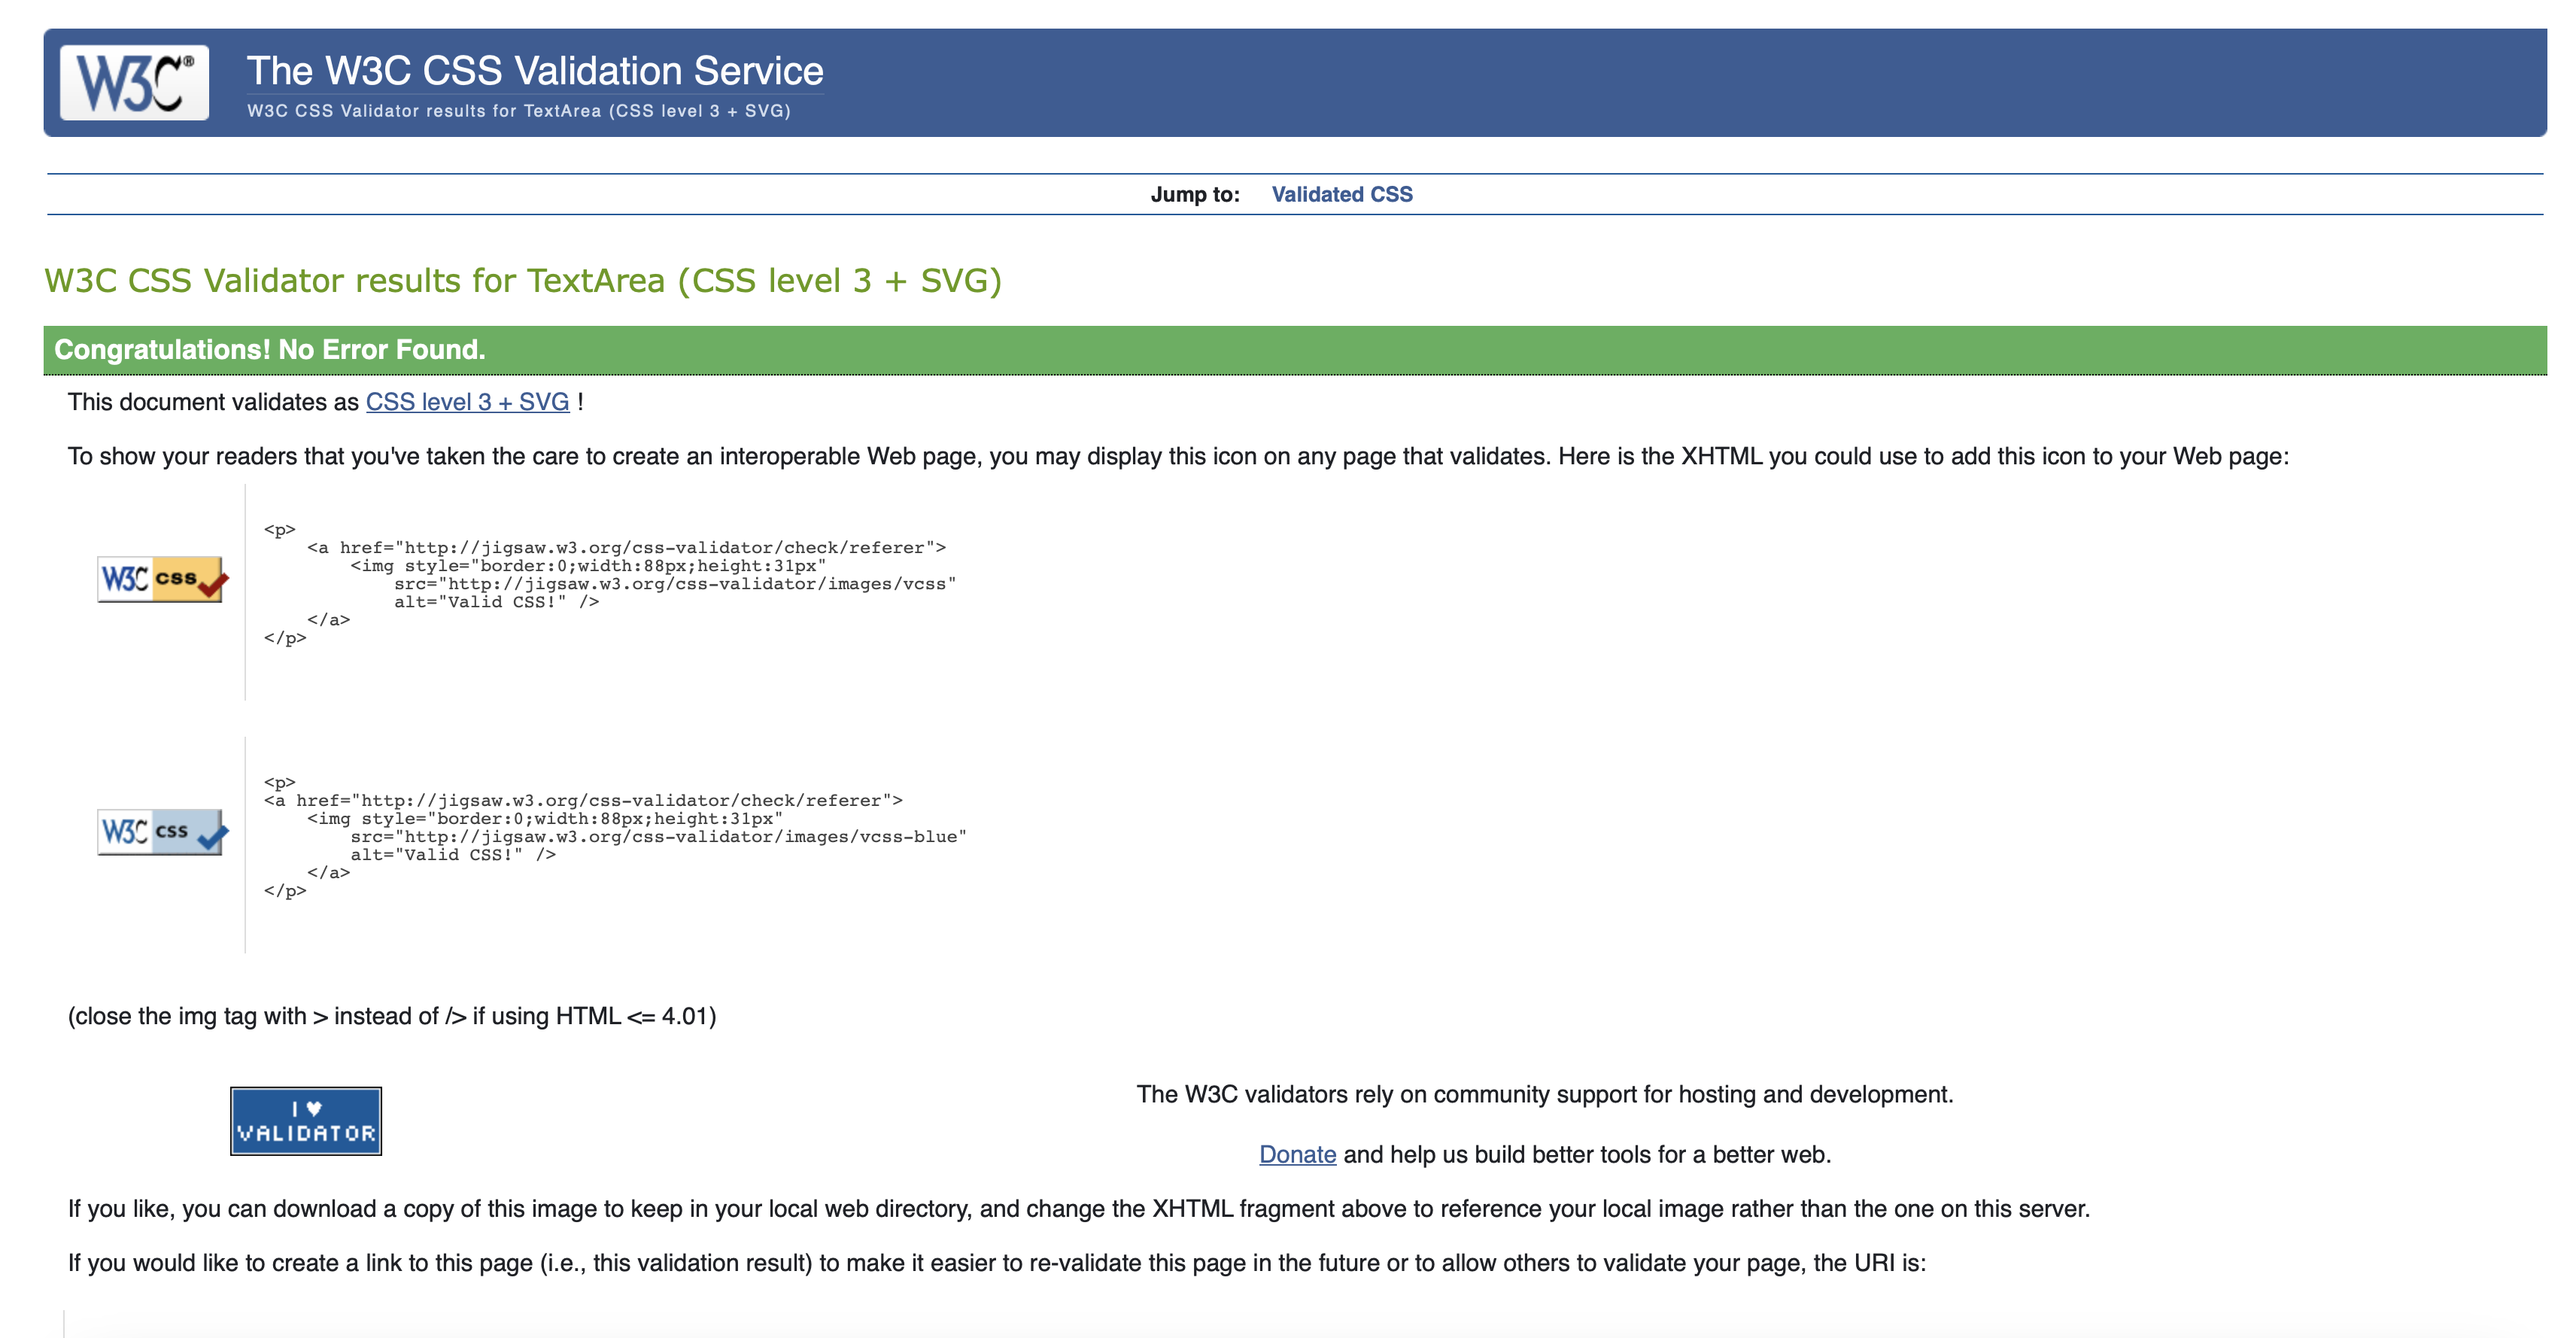 W3C®
The W3C CSS Validation Service
W3C CSS Validator results for TextArea (CSS level 3 + SVG)
Jump to: Validated CSS
W3C CSS Validator results for TextArea (CSS level 3 + SVG)
Congratulations! No Error Found.
This document validates as CSS level 3 + SVG !
To show your readers that you've taken the care to create an interoperable Web page, you may display this icon on any page that validates. Here is the XHTML you could use to add this icon to your Web page:
W3C css
<p>
    <a href="http://jigsaw.w3.org/css-validator/check/referer">
        <img style="border:0;width:88px;height:31px"
            src="http://jigsaw.w3.org/css-validator/images/vcss"
            alt="Valid CSS!" />
    </a>
</p>
W3C css
<p>
<a href="http://jigsaw.w3.org/css-validator/check/referer">
    <img style="border:0;width:88px;height:31px"
        src="http://jigsaw.w3.org/css-validator/images/vcss-blue"
        alt="Valid CSS!" />
    </a>
</p>
(close the img tag with > instead of /> if using HTML <= 4.01)
I ♥
VALIDATOR
The W3C validators rely on community support for hosting and development.
Donate and help us build better tools for a better web.
If you like, you can download a copy of this image to keep in your local web directory, and change the XHTML fragment above to reference your local image rather than the one on this server.
If you would like to create a link to this page (i.e., this validation result) to make it easier to re-validate this page in the future or to allow others to validate your page, the URI is: